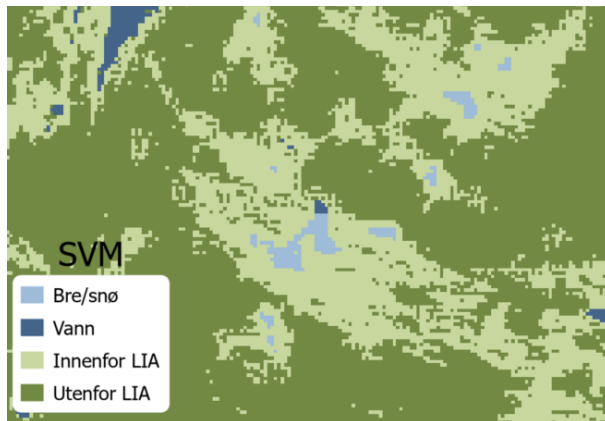 SVM
Bre/snø
Vann
Innenfor LIA
Utenfor LIA